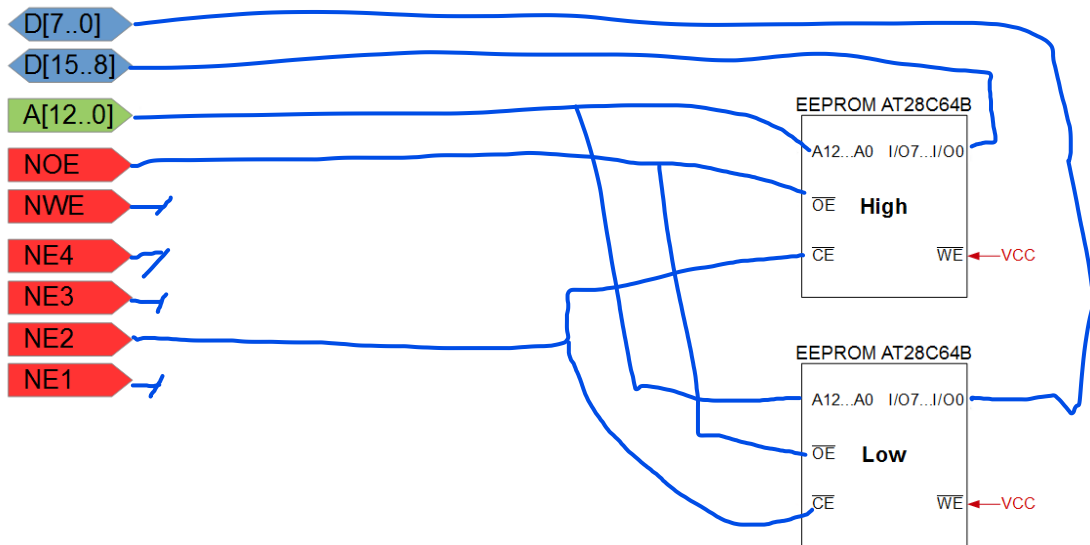 D[7..0]
D[15..8]
A[12..0]
NOE
NWE
NE4
NE3
NE2
NE1
EEPROM AT28C64B
A12...A0 I/O7...I/O0
OE High
CE WE VCC
EEPROM AT28C64B
A12...A0 I/O7...I/O0
OE Low
CE WE VCC